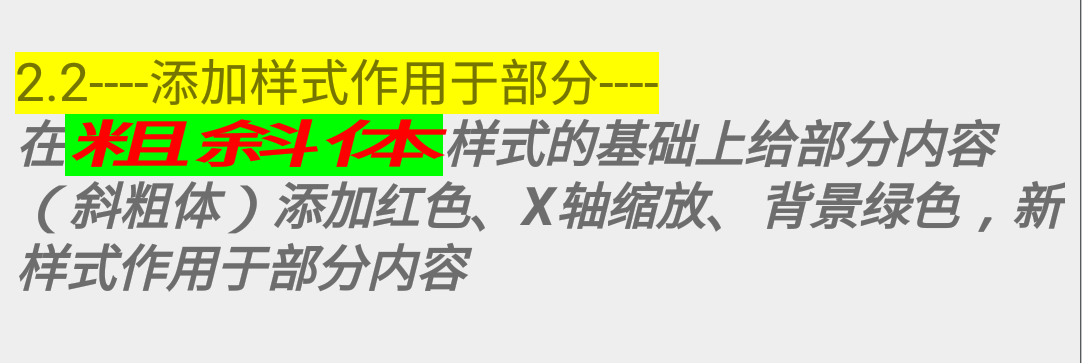 2.2----添加样式作用于部分----
在粗斜体样式的基础上给部分内容
（斜粗体）添加红色、X轴缩放、背景绿色，新
样式作用于部分内容